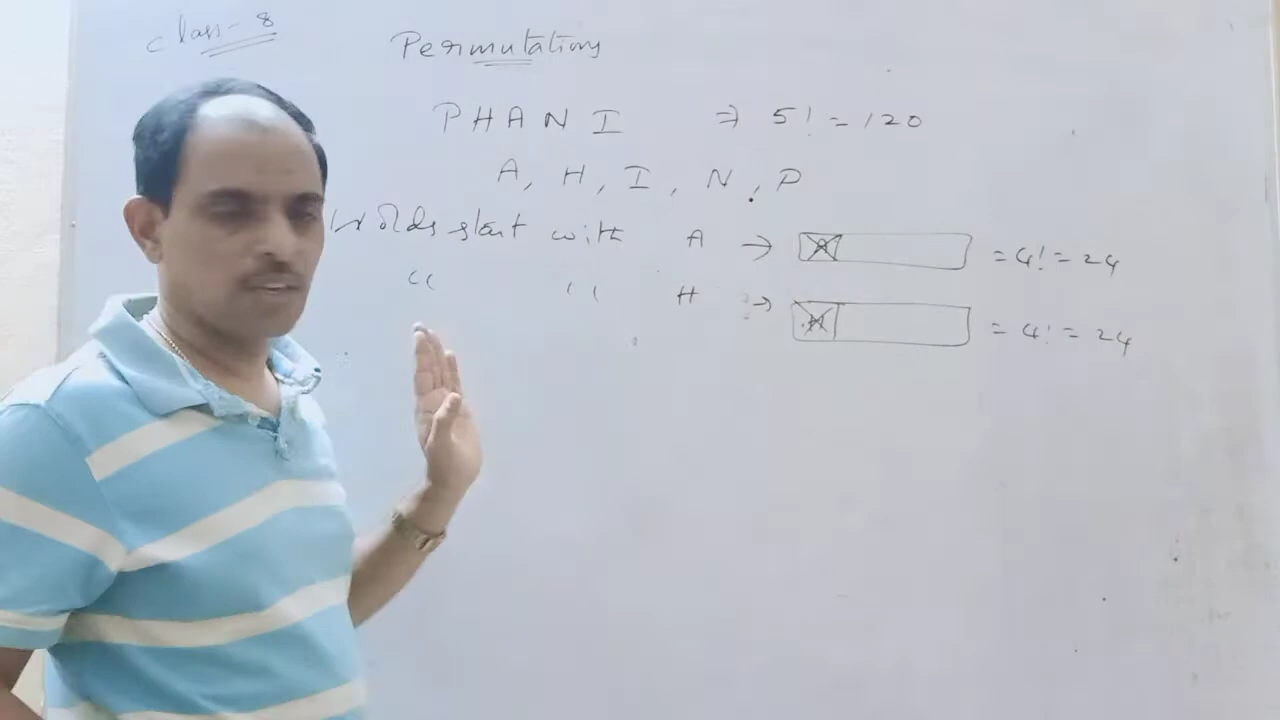 Class-8
Permutations
PHANI ⇒ 5! = 120
A, H, I, N, P
Words start with A → A = 4! = 24
“ “ H → H = 4! = 24